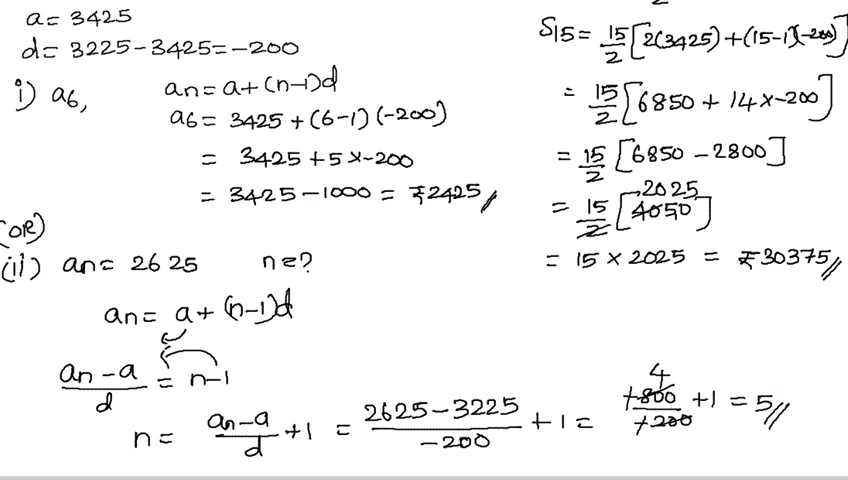 a = 3425
d = 3225 - 3425 = -200
i) a6, an = a + (n-1)d
a6 = 3425 + (6-1) (-200)
= 3425 + 5 x -200
= 3425 - 1000 = ₹2425//
(OR)
(ii) an = 2625 n = ?
an = a + (n-1)d
an - a / d = n-1
n = an - a / d + 1 = 2625 - 3225 / -200 + 1 = -800 / -200 4 + 1 = 5//
S15 = 15/2 [2(3425) + (15-1)(-200)]
= 15/2 [6850 + 14 x -200]
= 15/2 [6850 - 2800]
= 15/2 [4050] 2025
= 15 x 2025 = ₹30375//